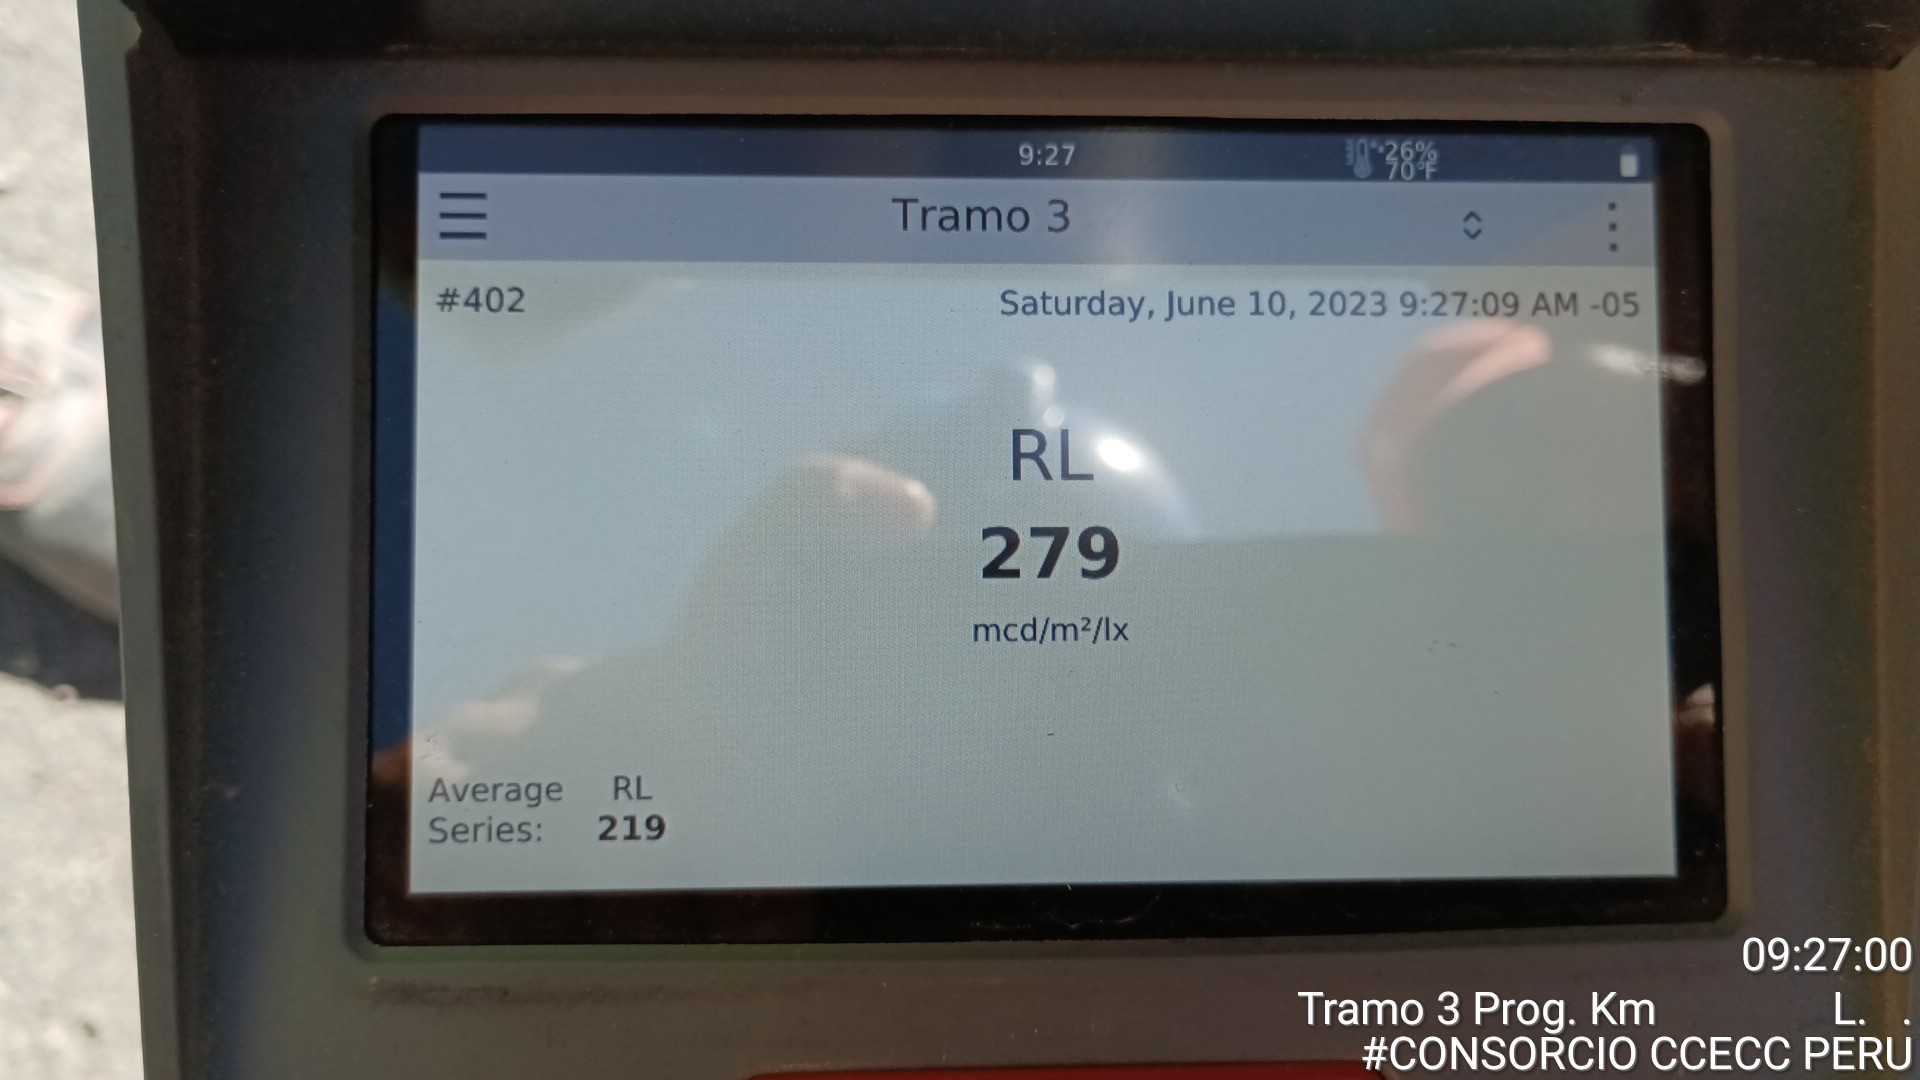 9:27
26%
70°F
Tramo 3
#402
Saturday, June 10, 2023 9:27:09 AM -05
RL
279
mcd/m²/lx
Average RL
Series: 219
09:27:00
Tramo 3 Prog. Km L. .
#CONSORCIO CCECC PERU